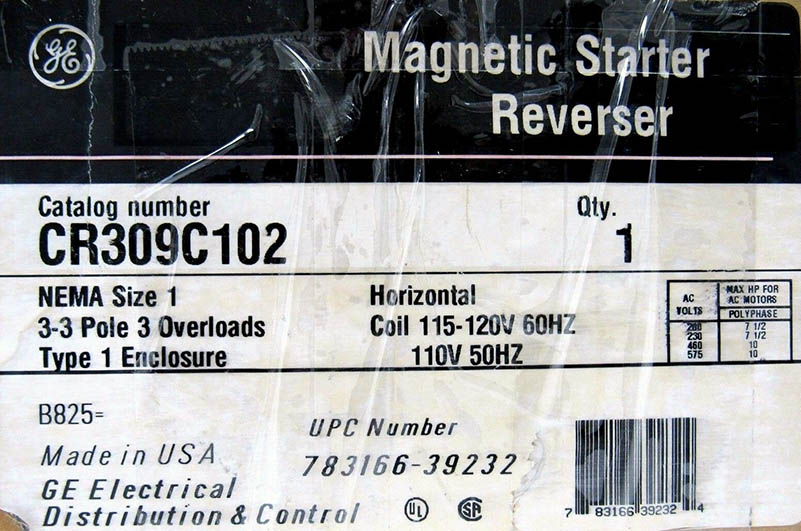 GE
Magnetic Starter
Reverser
Catalog number
Qty.
CR309C102
1
NEMA Size 1
Horizontal
3-3 Pole 3 Overloads
Coil 115-120V 60HZ
Type 1 Enclosure
110V 50HZ
AC VOLTS
MAX HP FOR
AC MOTORS
POLYPHASE
200 7 1/2
230 7 1/2
460 10
575 10
B825=
UPC Number
Made in USA
783166-39232
GE Electrical
Distribution & Control
UL
SA
7 83166 39232 4